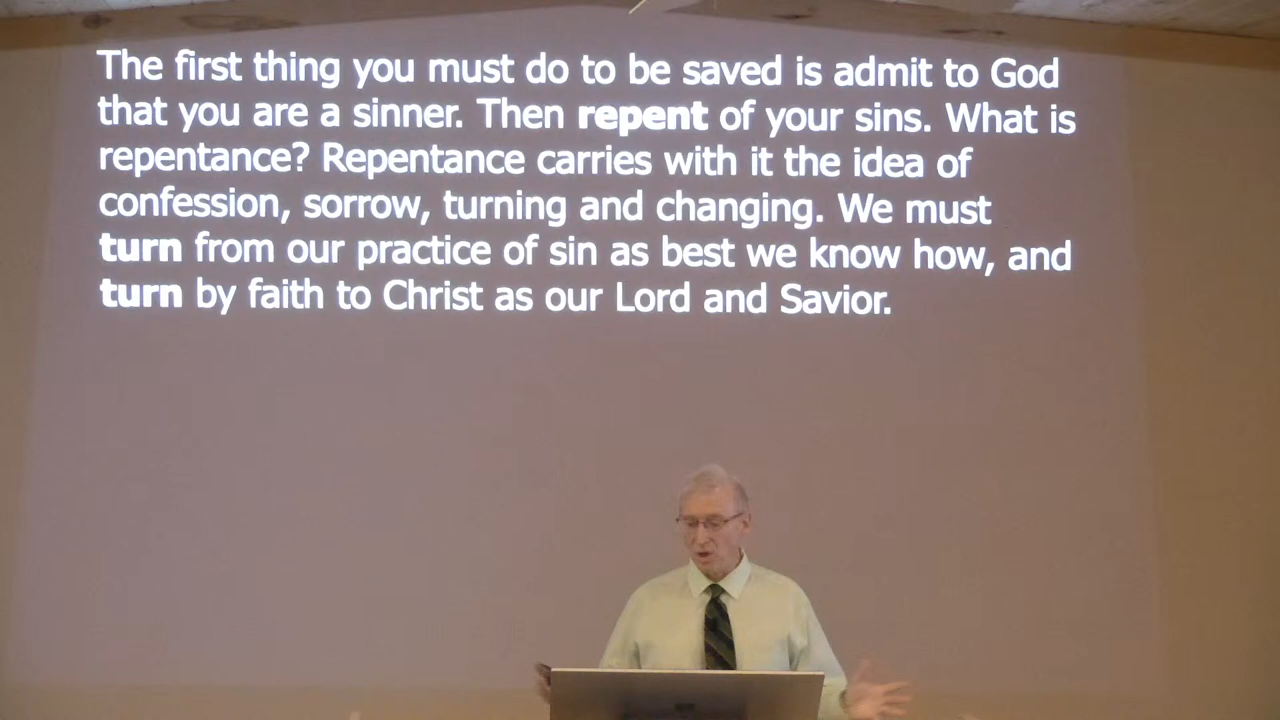 The first thing you must do to be saved is admit to God
that you are a sinner. Then repent of your sins. What is
repentance? Repentance carries with it the idea of
confession, sorrow, turning and changing. We must
turn from our practice of sin as best we know how, and
turn by faith to Christ as our Lord and Savior.